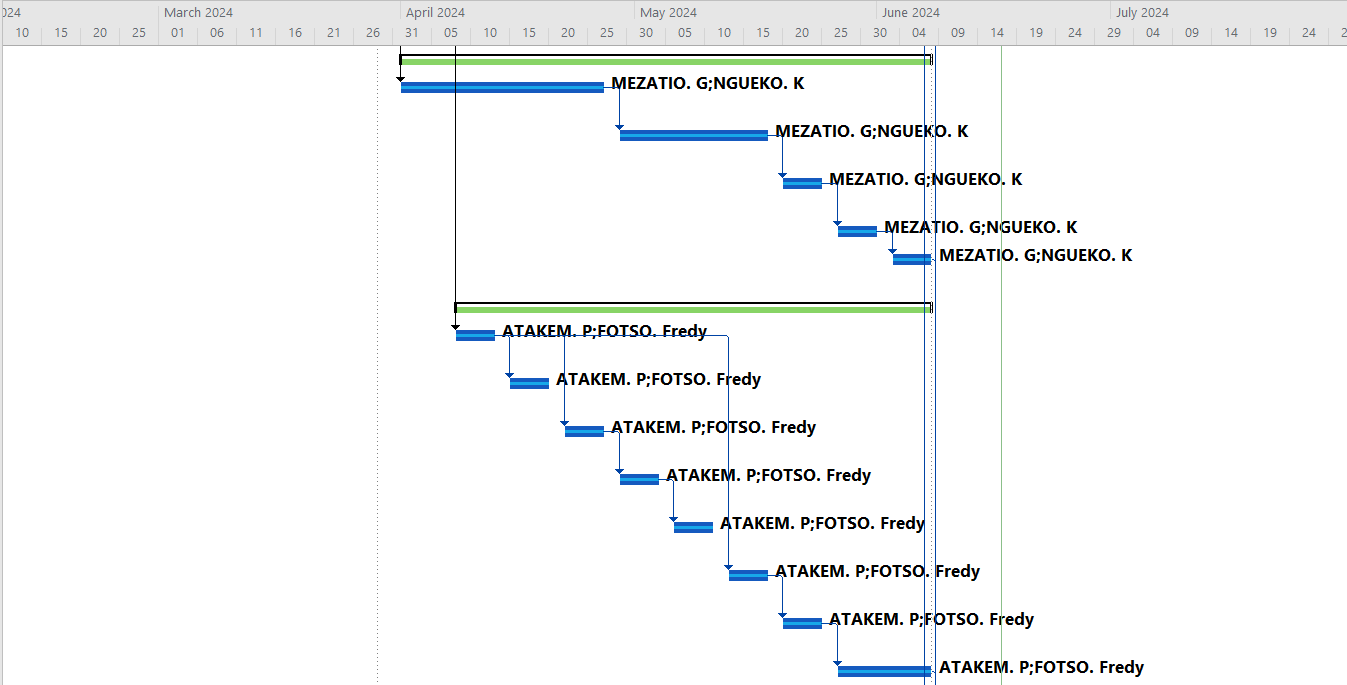 024 March 2024 April 2024 May 2024 June 2024 July 2024
10 15 20 25 01 06 11 16 21 26 31 05 10 15 20 25 30 05 10 15 20 25 30 04 09 14 19 24 29 04 09 14 19 24 2
MEZATIO. G;NGUEKO. K
MEZATIO. G;NGUEKO. K
MEZATIO. G;NGUEKO. K
MEZATIO. G;NGUEKO. K
MEZATIO. G;NGUEKO. K
ATAKEM. P;FOTSO. Fredy
ATAKEM. P;FOTSO. Fredy
ATAKEM. P;FOTSO. Fredy
ATAKEM. P;FOTSO. Fredy
ATAKEM. P;FOTSO. Fredy
ATAKEM. P;FOTSO. Fredy
ATAKEM. P;FOTSO. Fredy
ATAKEM. P;FOTSO. Fredy